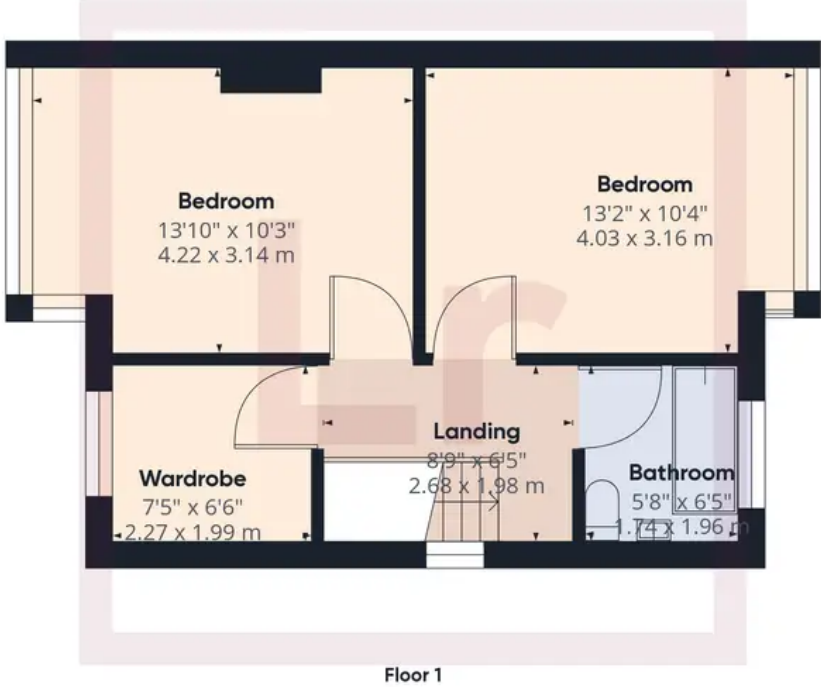 Bedroom
13'10" x 10'3"
4.22 x 3.14 m
Bedroom
13'2" x 10'4"
4.03 x 3.16 m
Lr
Landing
8'9" x 6'5"
2.68 x 1.98 m
Wardrobe
7'5" x 6'6"
2.27 x 1.99 m
Bathroom
5'8" x 6'5"
1.74 x 1.96 m
Floor 1